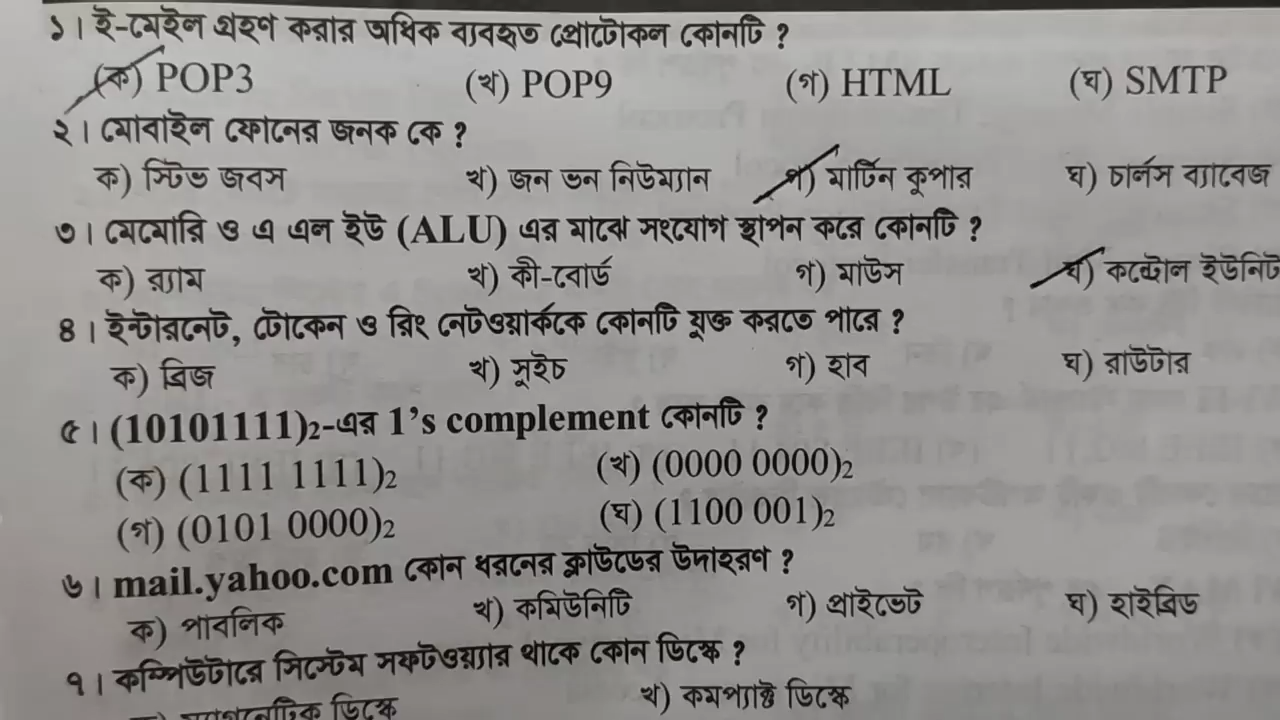 ১। ই-মেইল গ্রহণ করার অধিক ব্যবহৃত প্রোটোকল কোনটি ?
(ক) POP3 (খ) POP9 (গ) HTML (ঘ) SMTP
২। মোবাইল ফোনের জনক কে ?
ক) স্টিভ জবস খ) জন ভন নিউম্যান গ) মার্টিন কুপার ঘ) চার্লস ব্যাবেজ
৩। মেমোরি ও এ এল ইউ (ALU) এর মাঝে সংযোগ স্থাপন করে কোনটি ?
ক) র‍্যাম খ) কী-বোর্ড গ) মাউস ঘ) কন্ট্রোল ইউনিট
৪। ইন্টারনেট, টোকেন ও রিং নেটওয়ার্ককে কোনটি যুক্ত করতে পারে ?
ক) ব্রিজ খ) সুইচ গ) হাব ঘ) রাউটার
৫। (10101111)₂-এর 1’s complement কোনটি ?
(ক) (1111 1111)₂ (খ) (0000 0000)₂
(গ) (0101 0000)₂ (ঘ) (1100 001)₂
৬। mail.yahoo.com কোন ধরনের ক্লাউডের উদাহরণ ?
ক) পাবলিক খ) কমিউনিটি গ) প্রাইভেট ঘ) হাইব্রিড
৭। কম্পিউটারে সিস্টেম সফটওয়্যার থাকে কোন ডিস্কে ?
ক) ম্যাগনেটিক ডিস্কে খ) কমপ্যাক্ট ডিস্কে